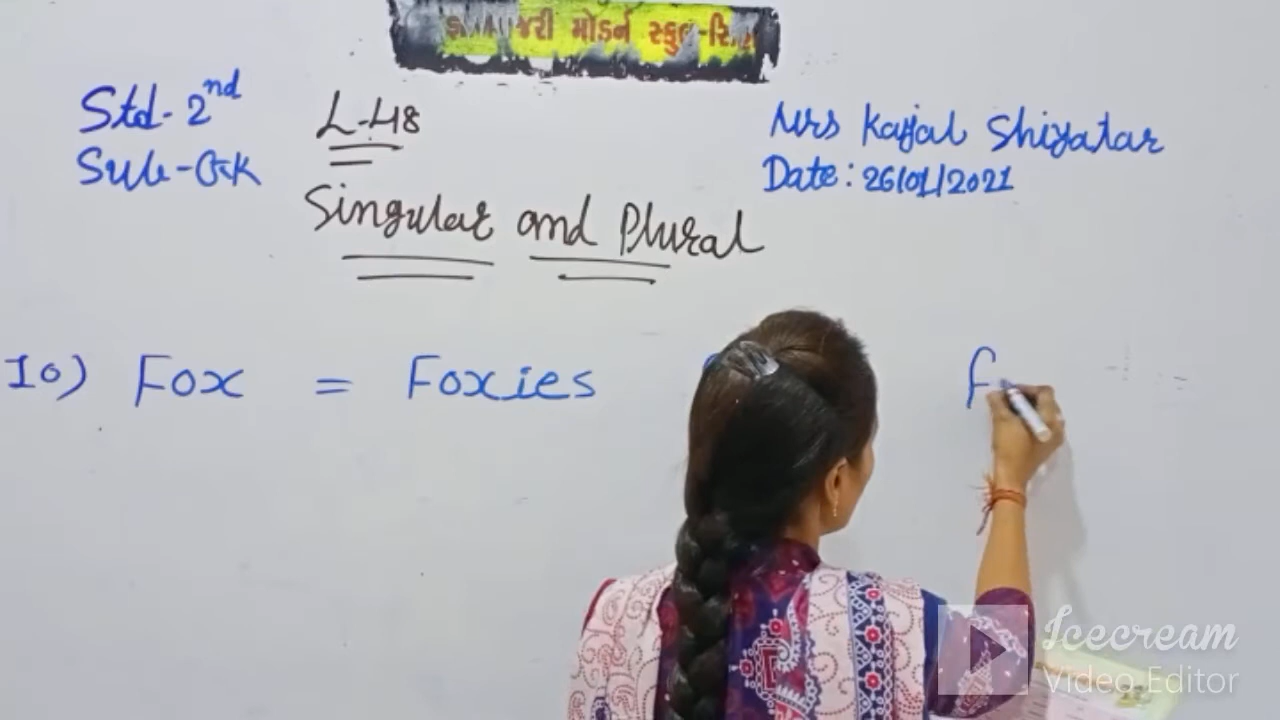 મોડર્ન સ્કુલ
Std- 2nd
Sub-GK
L-48
Mrs Kajal Shiyatar
Date: 26/01/2021
Singular and Plural
10) Fox = Foxies
f
Icecream
Video Editor